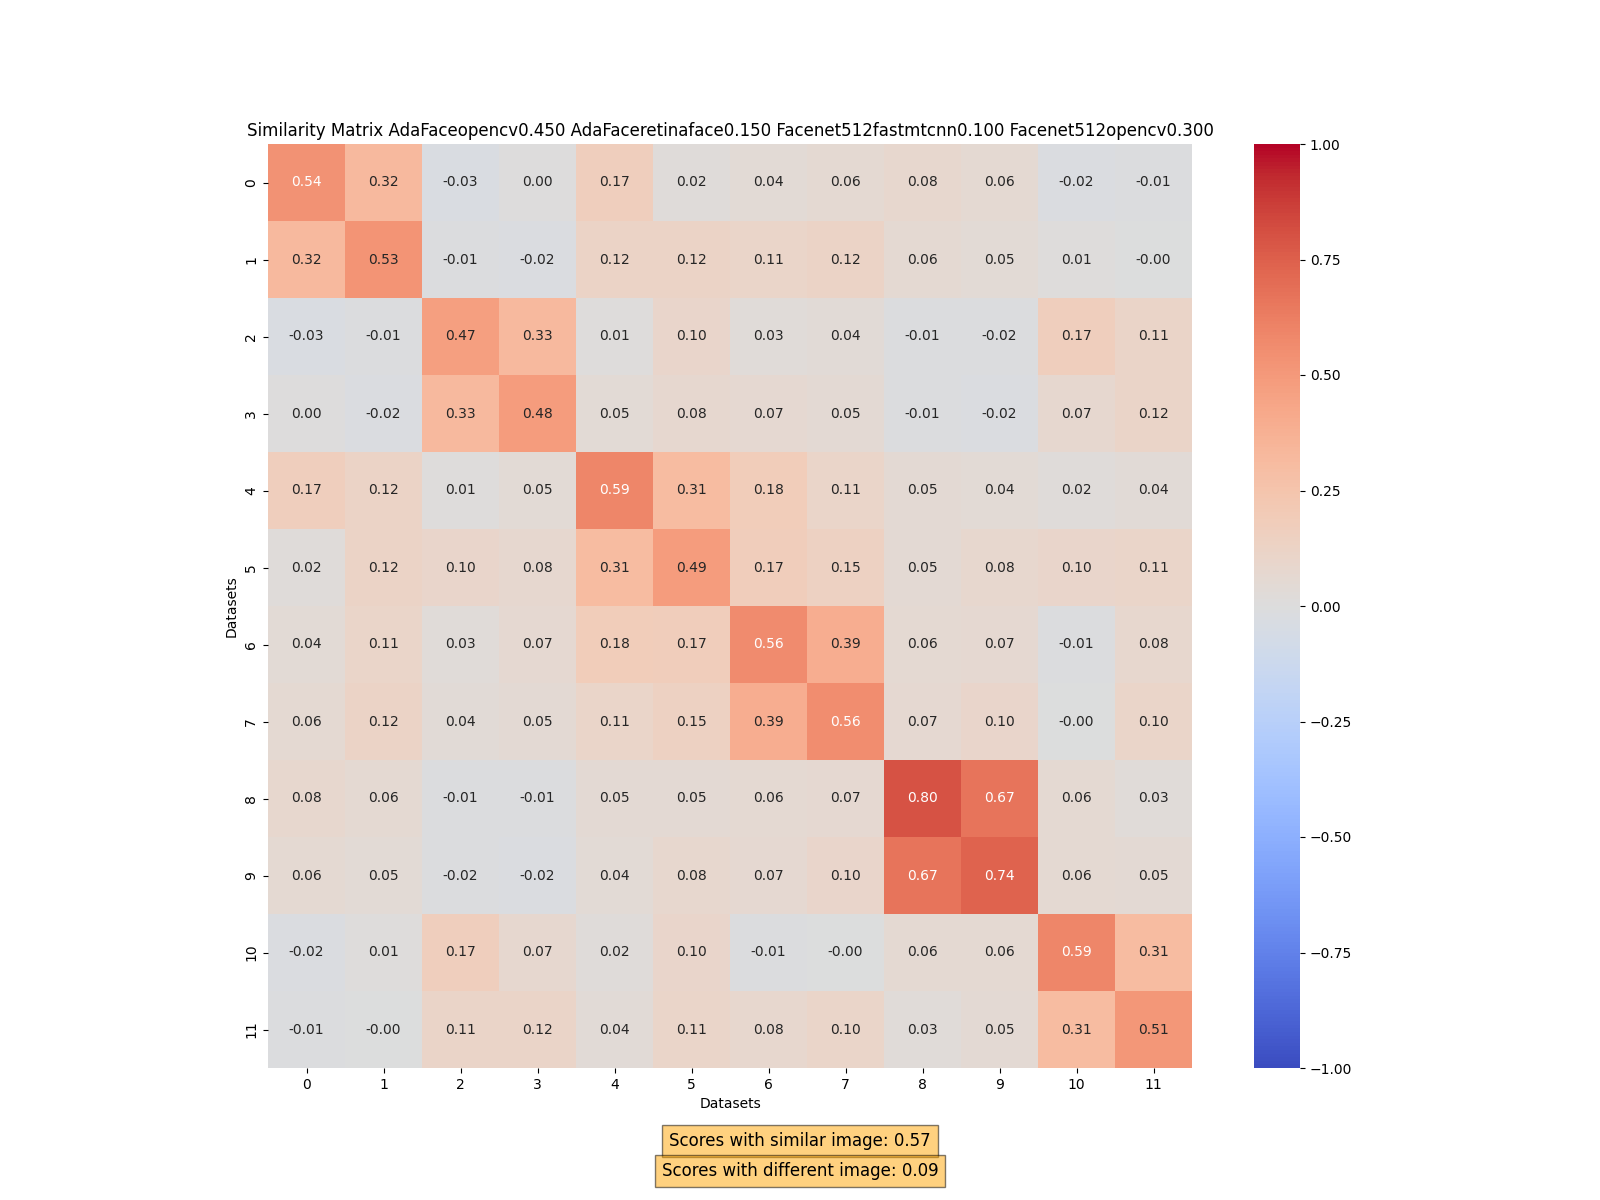 Similarity Matrix AdaFaceopencv0.450 AdaFaceretinaface0.150 Facenet512fastmtcnn0.100 Facenet512opencv0.300
0 0.54 0.32 -0.03 0.00 0.17 0.02 0.04 0.06 0.08 0.06 -0.02 -0.01
1 0.32 0.53 -0.01 -0.02 0.12 0.12 0.11 0.12 0.06 0.05 0.01 -0.00
2 -0.03 -0.01 0.47 0.33 0.01 0.10 0.03 0.04 -0.01 -0.02 0.17 0.11
3 0.00 -0.02 0.33 0.48 0.05 0.08 0.07 0.05 -0.01 -0.02 0.07 0.12
4 0.17 0.12 0.01 0.05 0.59 0.31 0.18 0.11 0.05 0.04 0.02 0.04
5 0.02 0.12 0.10 0.08 0.31 0.49 0.17 0.15 0.05 0.08 0.10 0.11
Datasets
6 0.04 0.11 0.03 0.07 0.18 0.17 0.56 0.39 0.06 0.07 -0.01 0.08
7 0.06 0.12 0.04 0.05 0.11 0.15 0.39 0.56 0.07 0.10 -0.00 0.10
8 0.08 0.06 -0.01 -0.01 0.05 0.05 0.06 0.07 0.80 0.67 0.06 0.03
9 0.06 0.05 -0.02 -0.02 0.04 0.08 0.07 0.10 0.67 0.74 0.06 0.05
10 -0.02 0.01 0.17 0.07 0.02 0.10 -0.01 -0.00 0.06 0.06 0.59 0.31
11 -0.01 -0.00 0.11 0.12 0.04 0.11 0.08 0.10 0.03 0.05 0.31 0.51
0 1 2 3 4 5 6 7 8 9 10 11
Datasets
1.00
0.75
0.50
0.25
0.00
−0.25
−0.50
−0.75
−1.00
Scores with similar image: 0.57
Scores with different image: 0.09